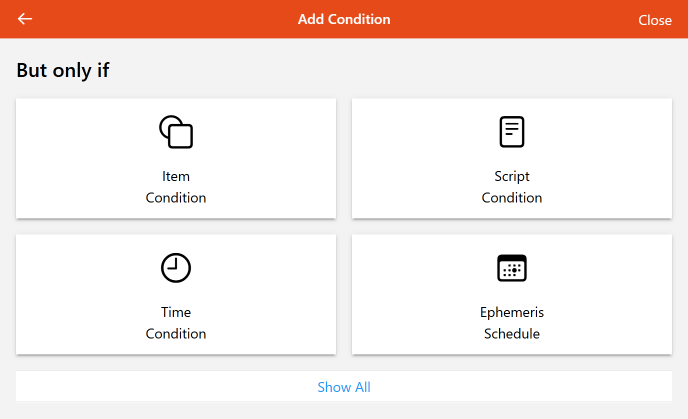 Add Condition
Close
But only if
Item
Condition
Script
Condition
Time
Condition
Ephemeris
Schedule
Show All